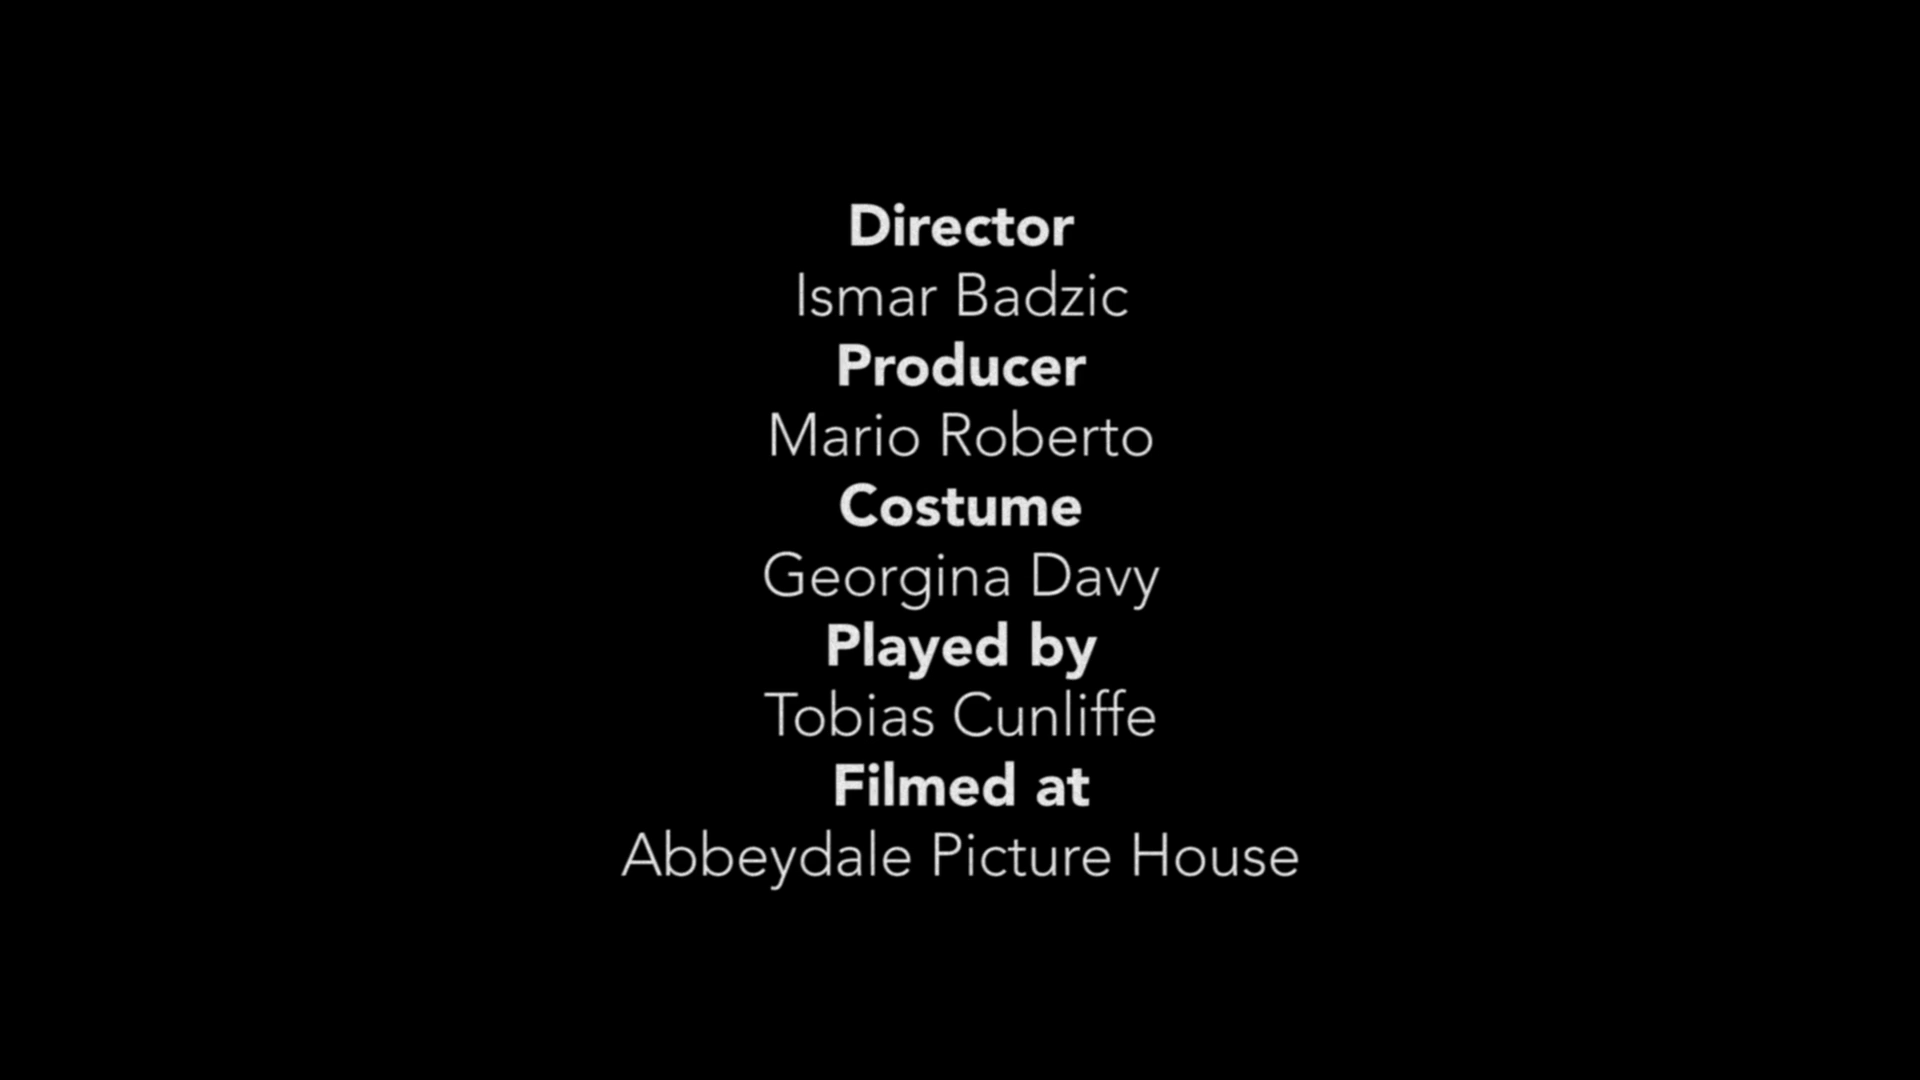 Director
Ismar Badzic
Producer
Mario Roberto
Costume
Georgina Davy
Played by
Tobias Cunliffe
Filmed at
Abbeydale Picture House